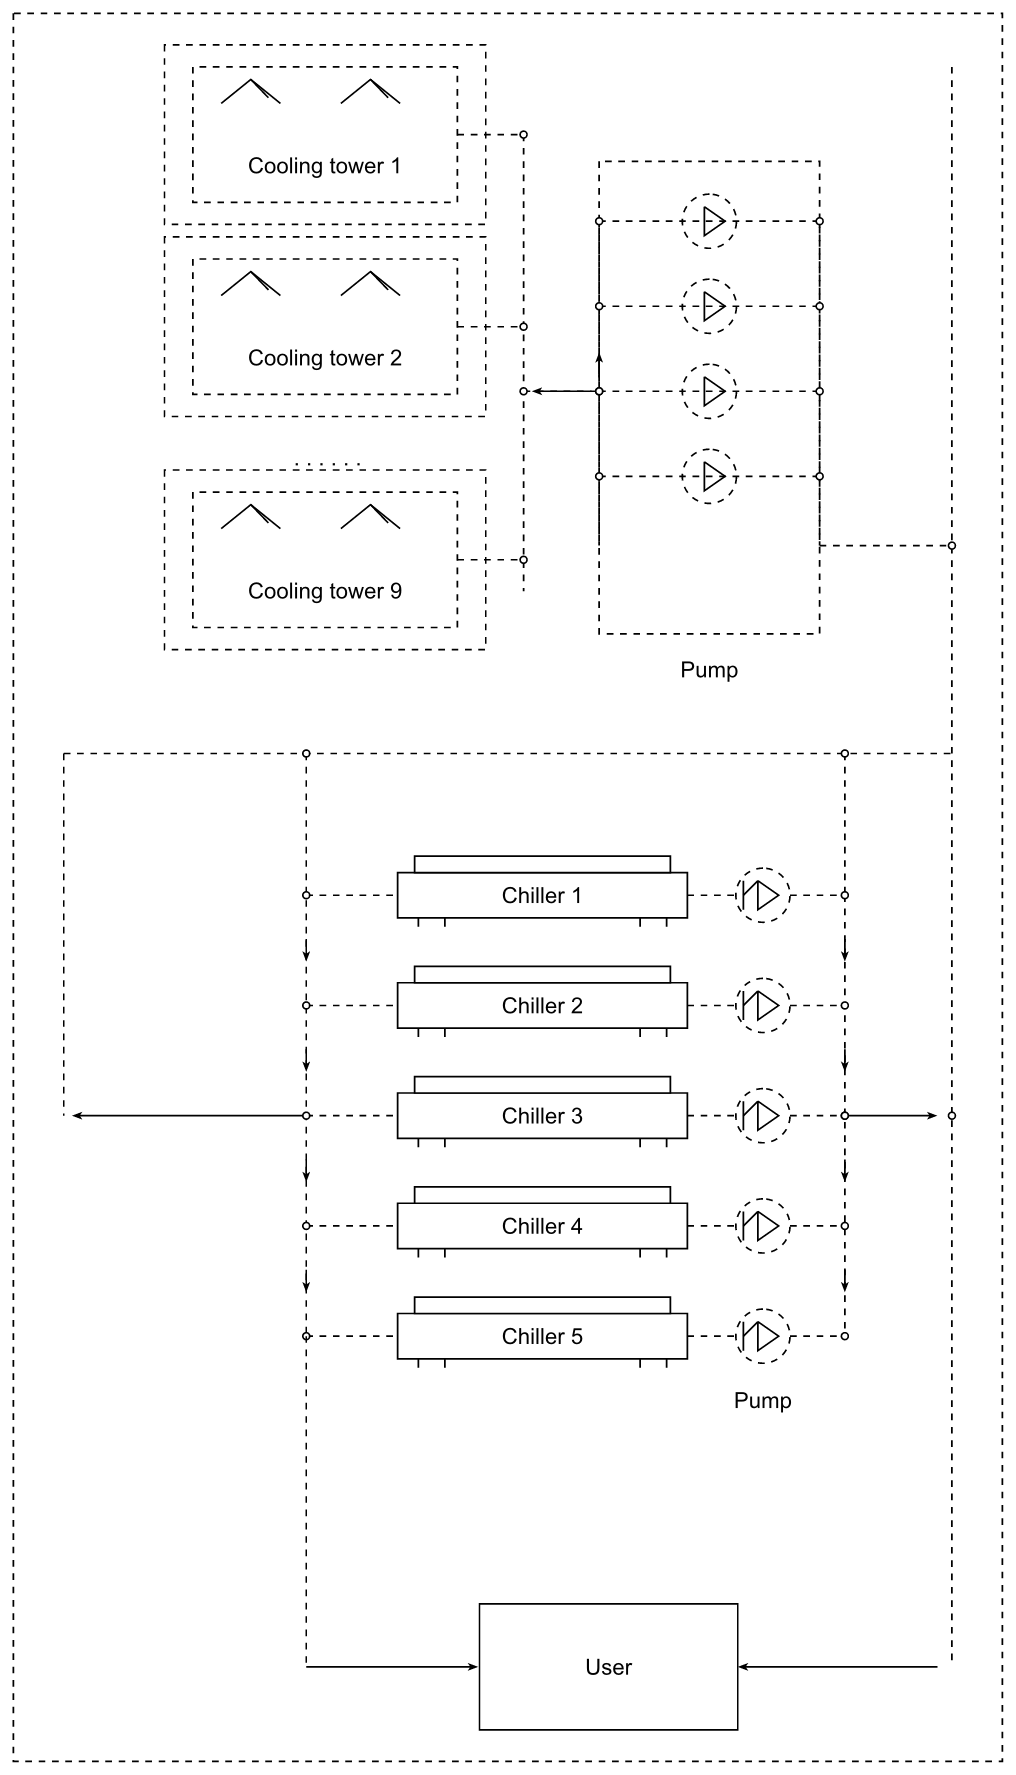 Cooling tower 1
Cooling tower 2
......
Cooling tower 9
Pump
Chiller 1
Chiller 2
Chiller 3
Chiller 4
Chiller 5
Pump
User